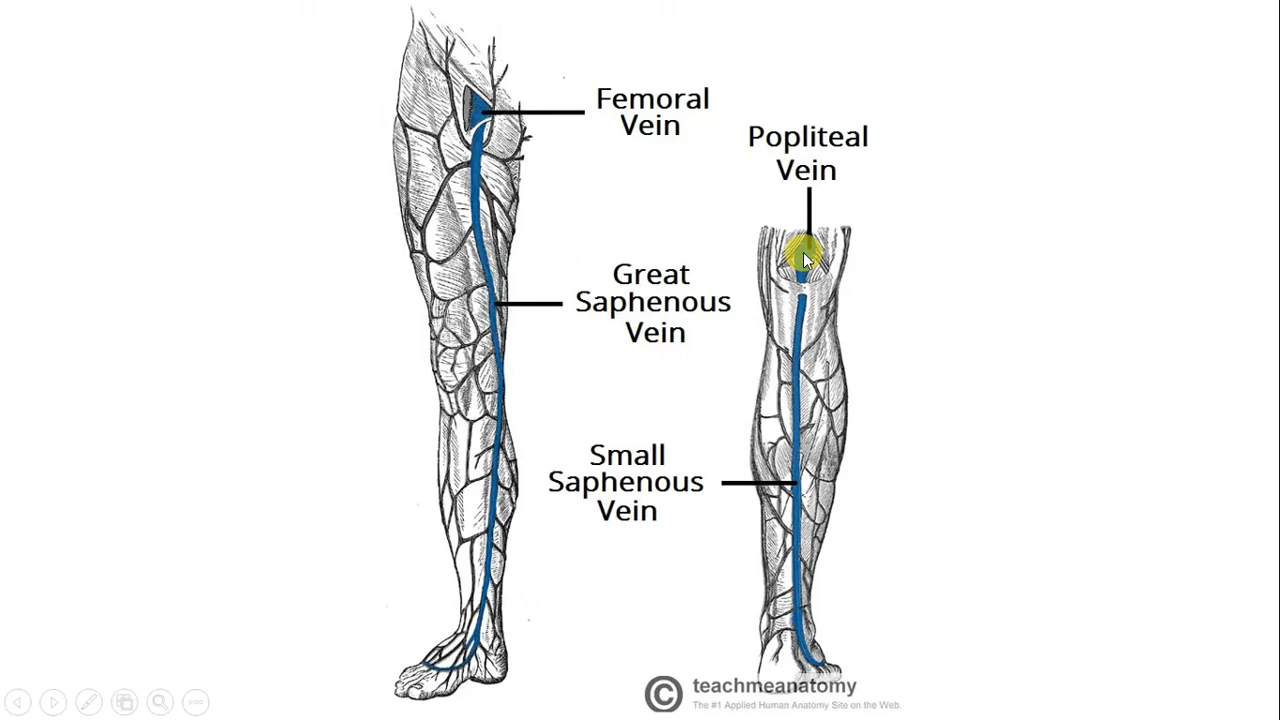 Femoral
Vein
Popliteal
Vein
Great
Saphenous
Vein
Small
Saphenous
Vein
© teachmeanatomy
The #1 Applied Human Anatomy Site on the Web.